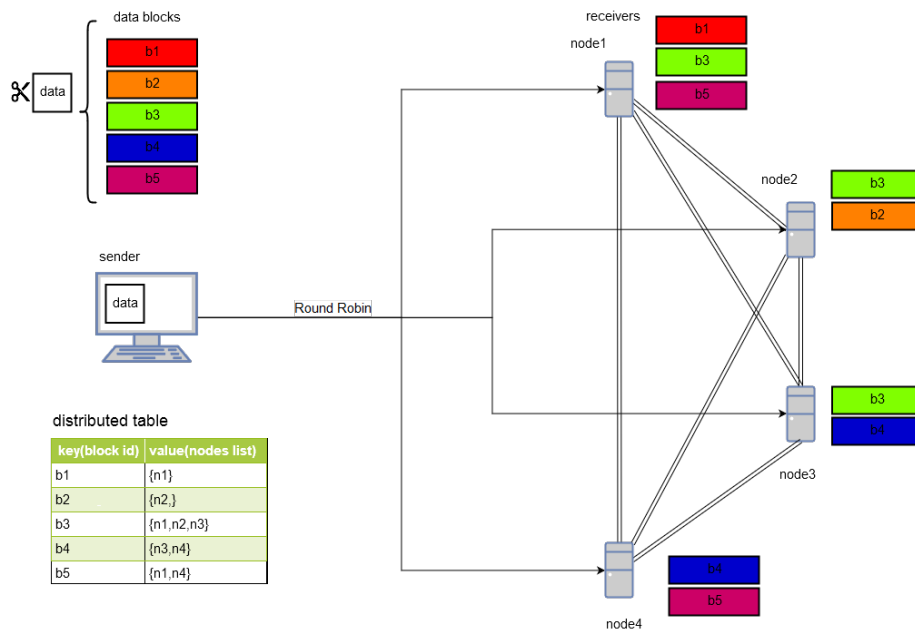 data blocks
b1
b2
b3
b4
b5
data
receivers
node1
b1
b3
b5
node2
b3
b2
sender
data
Round Robin
b3
b4
node3
distributed table
key(block id) value(nodes list)
b1 {n1}
b2 {n2,}
b3 {n1,n2,n3}
b4 {n3,n4}
b5 {n1,n4}
b4
b5
node4